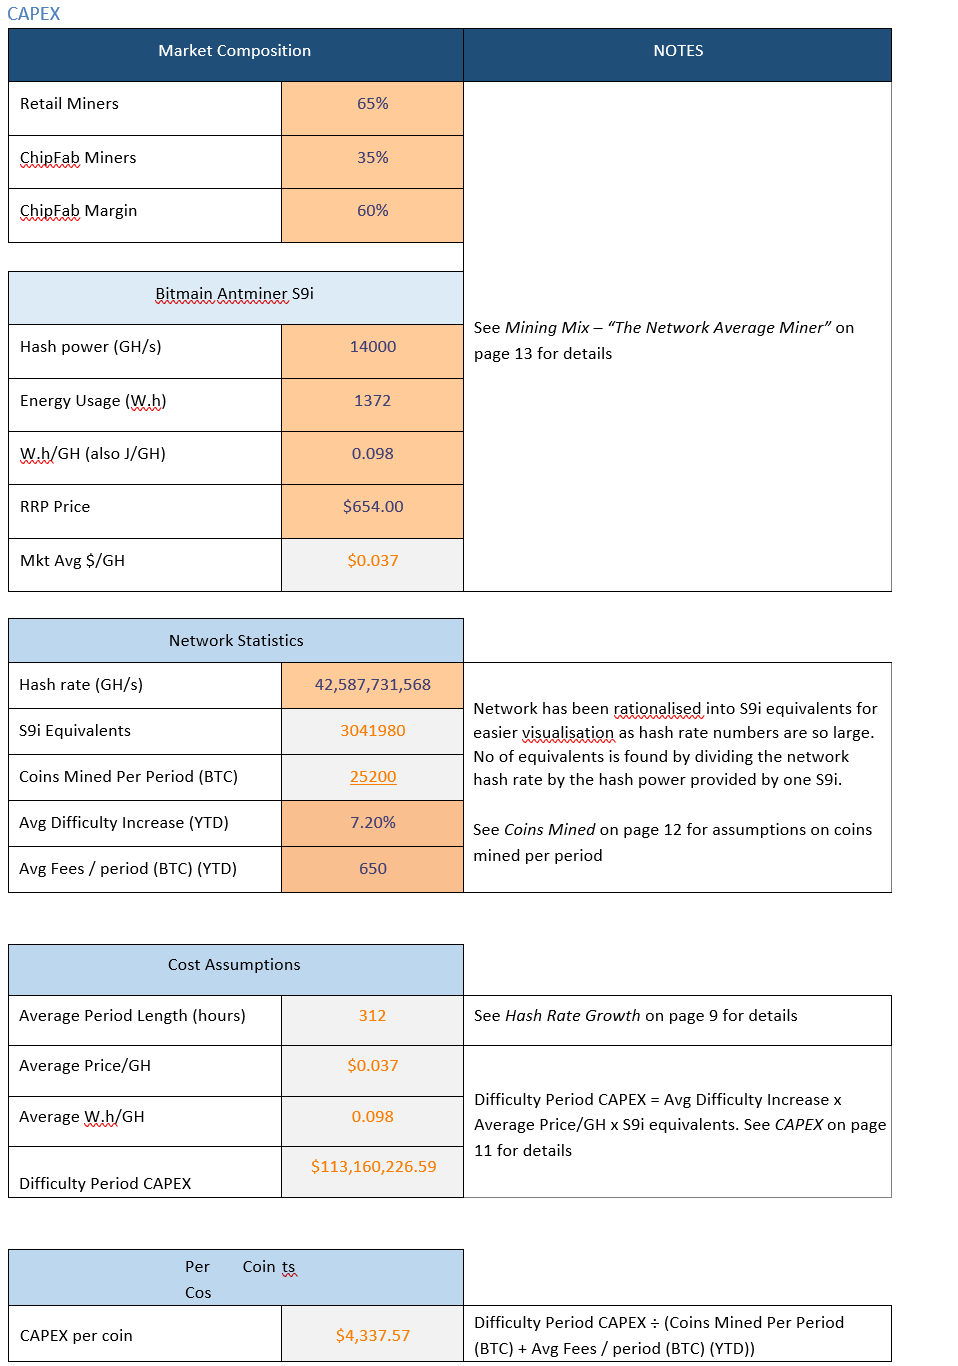 CAPEX
Market Composition
NOTES
Retail Miners
65%
ChipFab Miners
35%
ChipFab Margin
60%
Bitmain Antminer S9i
Hash power (GH/s)
14000
Energy Usage (W.h)
1372
W.h/GH (also J/GH)
0.098
RRP Price
$654.00
Mkt Avg $/GH
$0.037
See Mining Mix – “The Network Average Miner” on
page 13 for details
Network Statistics
Hash rate (GH/s)
42,587,731,568
S9i Equivalents
3041980
Coins Mined Per Period (BTC)
25200
Avg Difficulty Increase (YTD)
7.20%
Avg Fees / period (BTC) (YTD)
650
Network has been rationalised into S9i equivalents for
easier visualisation as hash rate numbers are so large.
No of equivalents is found by dividing the network
hash rate by the hash power provided by one S9i.
See Coins Mined on page 12 for assumptions on coins
mined per period
Cost Assumptions
Average Period Length (hours)
312
See Hash Rate Growth on page 9 for details
Average Price/GH
$0.037
Average W.h/GH
0.098
Difficulty Period CAPEX
$113,160,226.59
Difficulty Period CAPEX = Avg Difficulty Increase x
Average Price/GH x S9i equivalents. See CAPEX on page
11 for details
Per Coin ts
Cos
CAPEX per coin
$4,337.57
Difficulty Period CAPEX ÷ (Coins Mined Per Period
(BTC) + Avg Fees / period (BTC) (YTD))